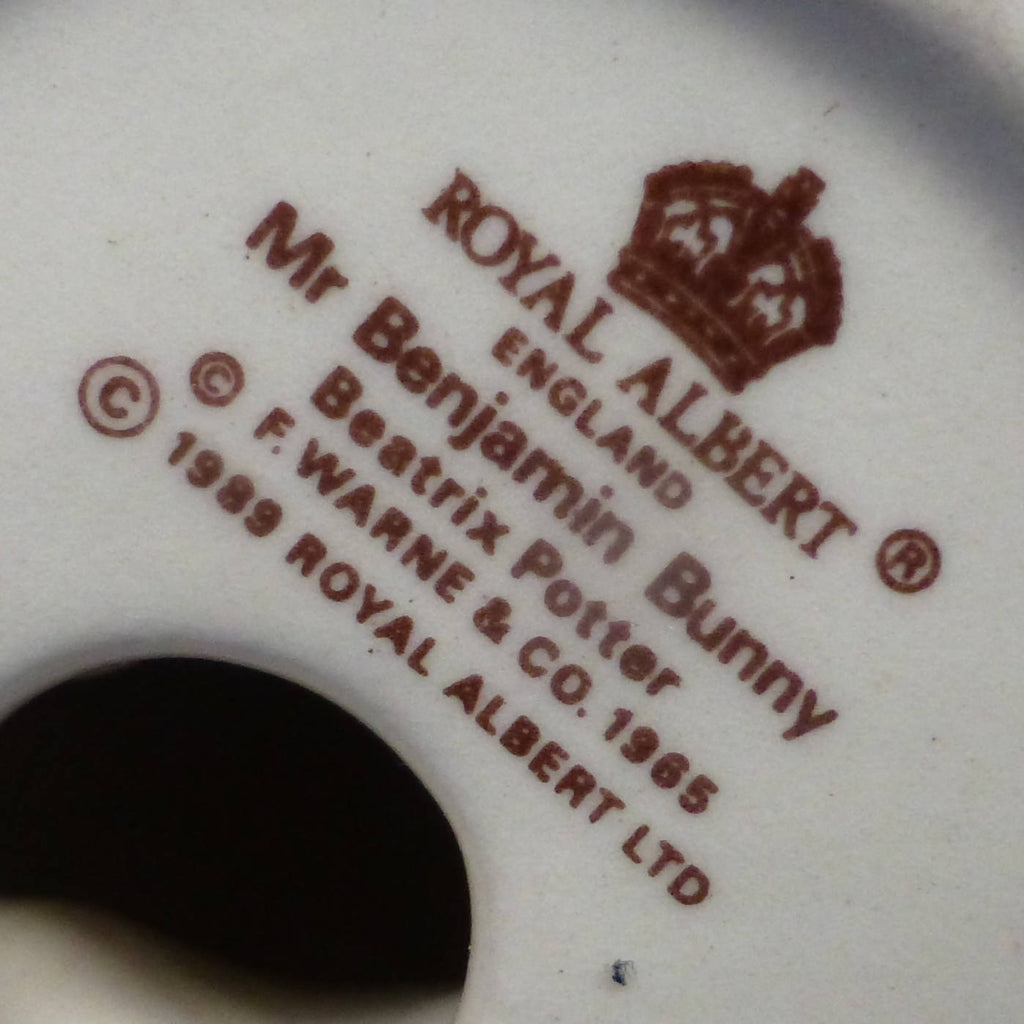 ROYAL ALBERT ®
ENGLAND
Mr Benjamin Bunny
Beatrix Potter
© F. WARNE & CO. 1965
© 1989 ROYAL ALBERT LTD